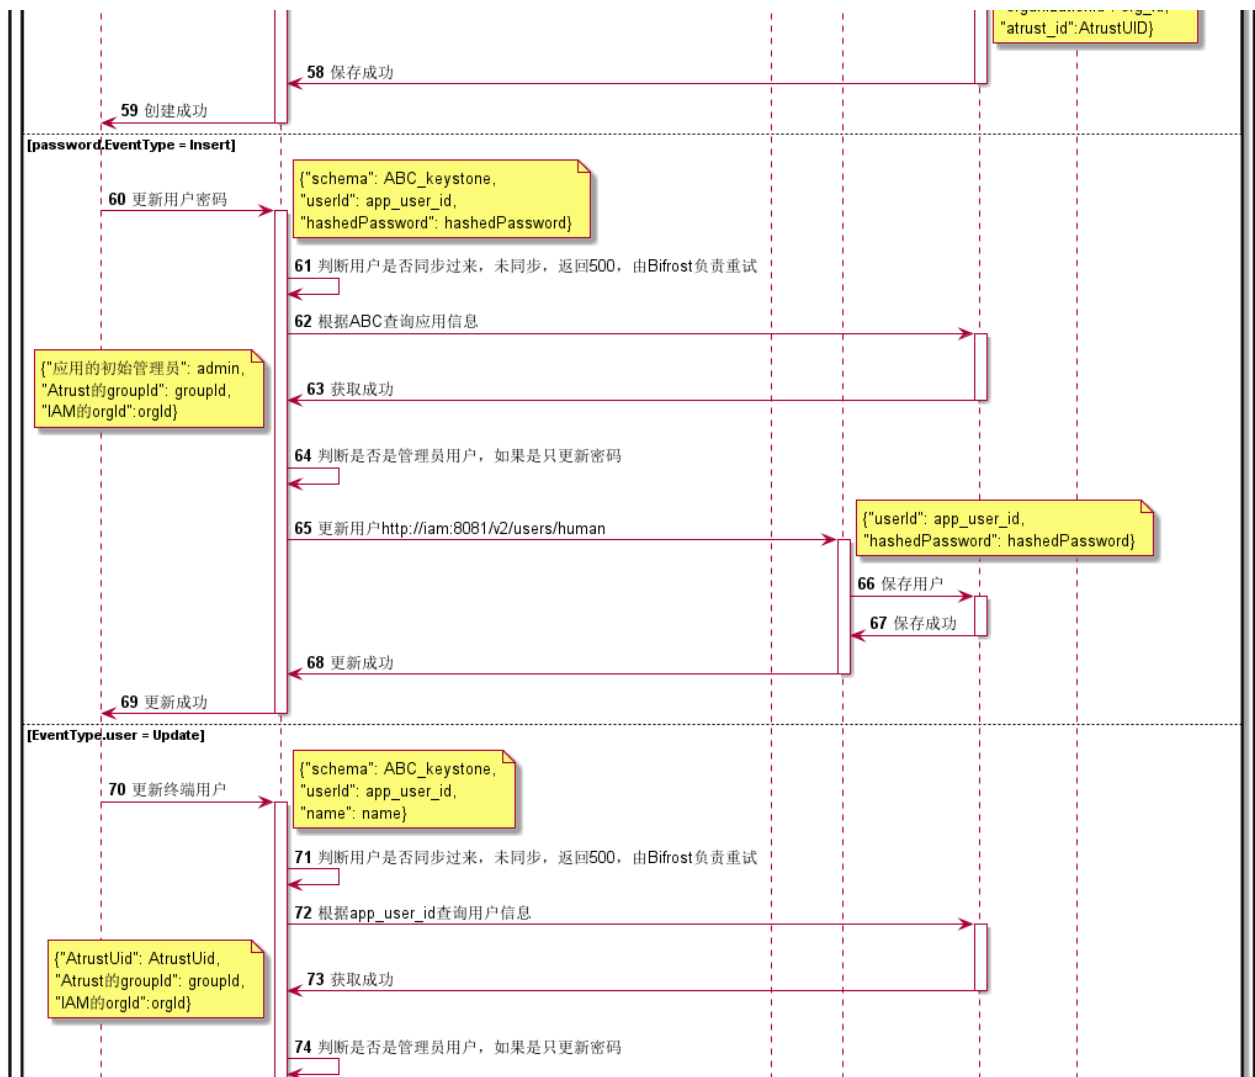 "atrust_id":AtrustUID}
58 保存成功
59 创建成功
[password.EventType = Insert]
{"schema": ABC_keystone,
"userId": app_user_id,
"hashedPassword": hashedPassword}
60 更新用户密码
61 判断用户是否同步过来，未同步，返回500，由Bifrost负责重试
62 根据ABC查询应用信息
{"应用的初始管理员": admin,
"Atrust的groupId": groupId,
"IAM的orgId":orgId}
63 获取成功
64 判断是否是管理员用户，如果是只更新密码
65 更新用户http://iam:8081/v2/users/human
{"userId": app_user_id,
"hashedPassword": hashedPassword}
66 保存用户
67 保存成功
68 更新成功
69 更新成功
[EventType.user = Update]
{"schema": ABC_keystone,
"userId": app_user_id,
"name": name}
70 更新终端用户
71 判断用户是否同步过来，未同步，返回500，由Bifrost负责重试
72 根据app_user_id查询用户信息
{"AtrustUid": AtrustUid,
"Atrust的groupId": groupId,
"IAM的orgId":orgId}
73 获取成功
74 判断是否是管理员用户，如果是只更新密码